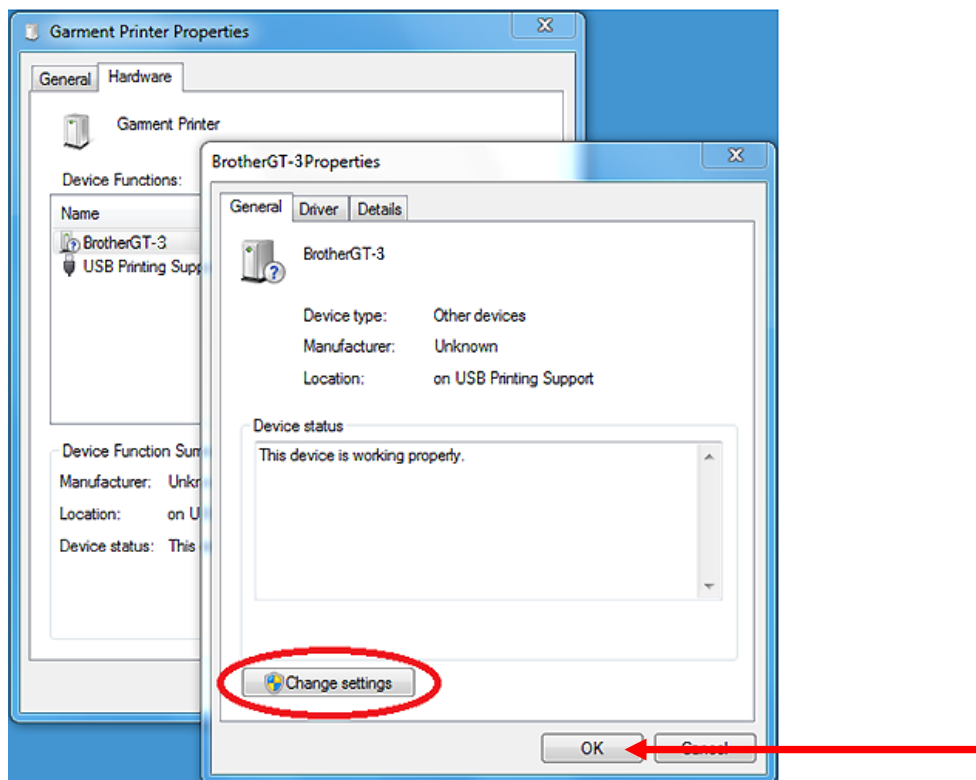 Garment Printer Properties
General Hardware
Garment Printer
Device Functions:
Name
BrotherGT-3
USB Printing Supp
Device Function Sum
Manufacturer: Unkr
Location: on U
Device status: This
BrotherGT-3Properties
General Driver Details
BrotherGT-3
Device type: Other devices
Manufacturer: Unknown
Location: on USB Printing Support
Device status
This device is working properly.
Change settings
OK Cancel